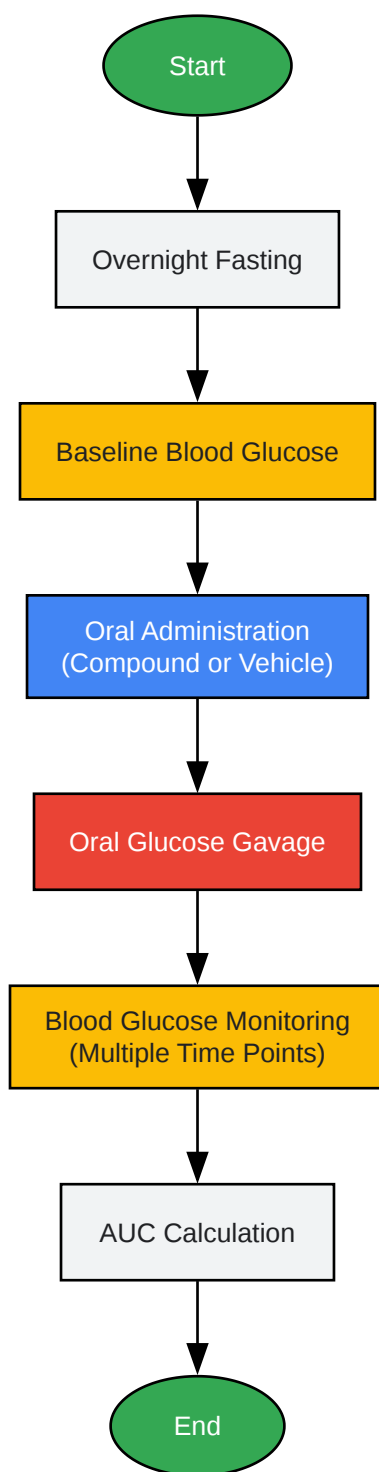 Start
Overnight Fasting
Baseline Blood Glucose
Oral Administration
(Compound or Vehicle)
Oral Glucose Gavage
Blood Glucose Monitoring
(Multiple Time Points)
AUC Calculation
End